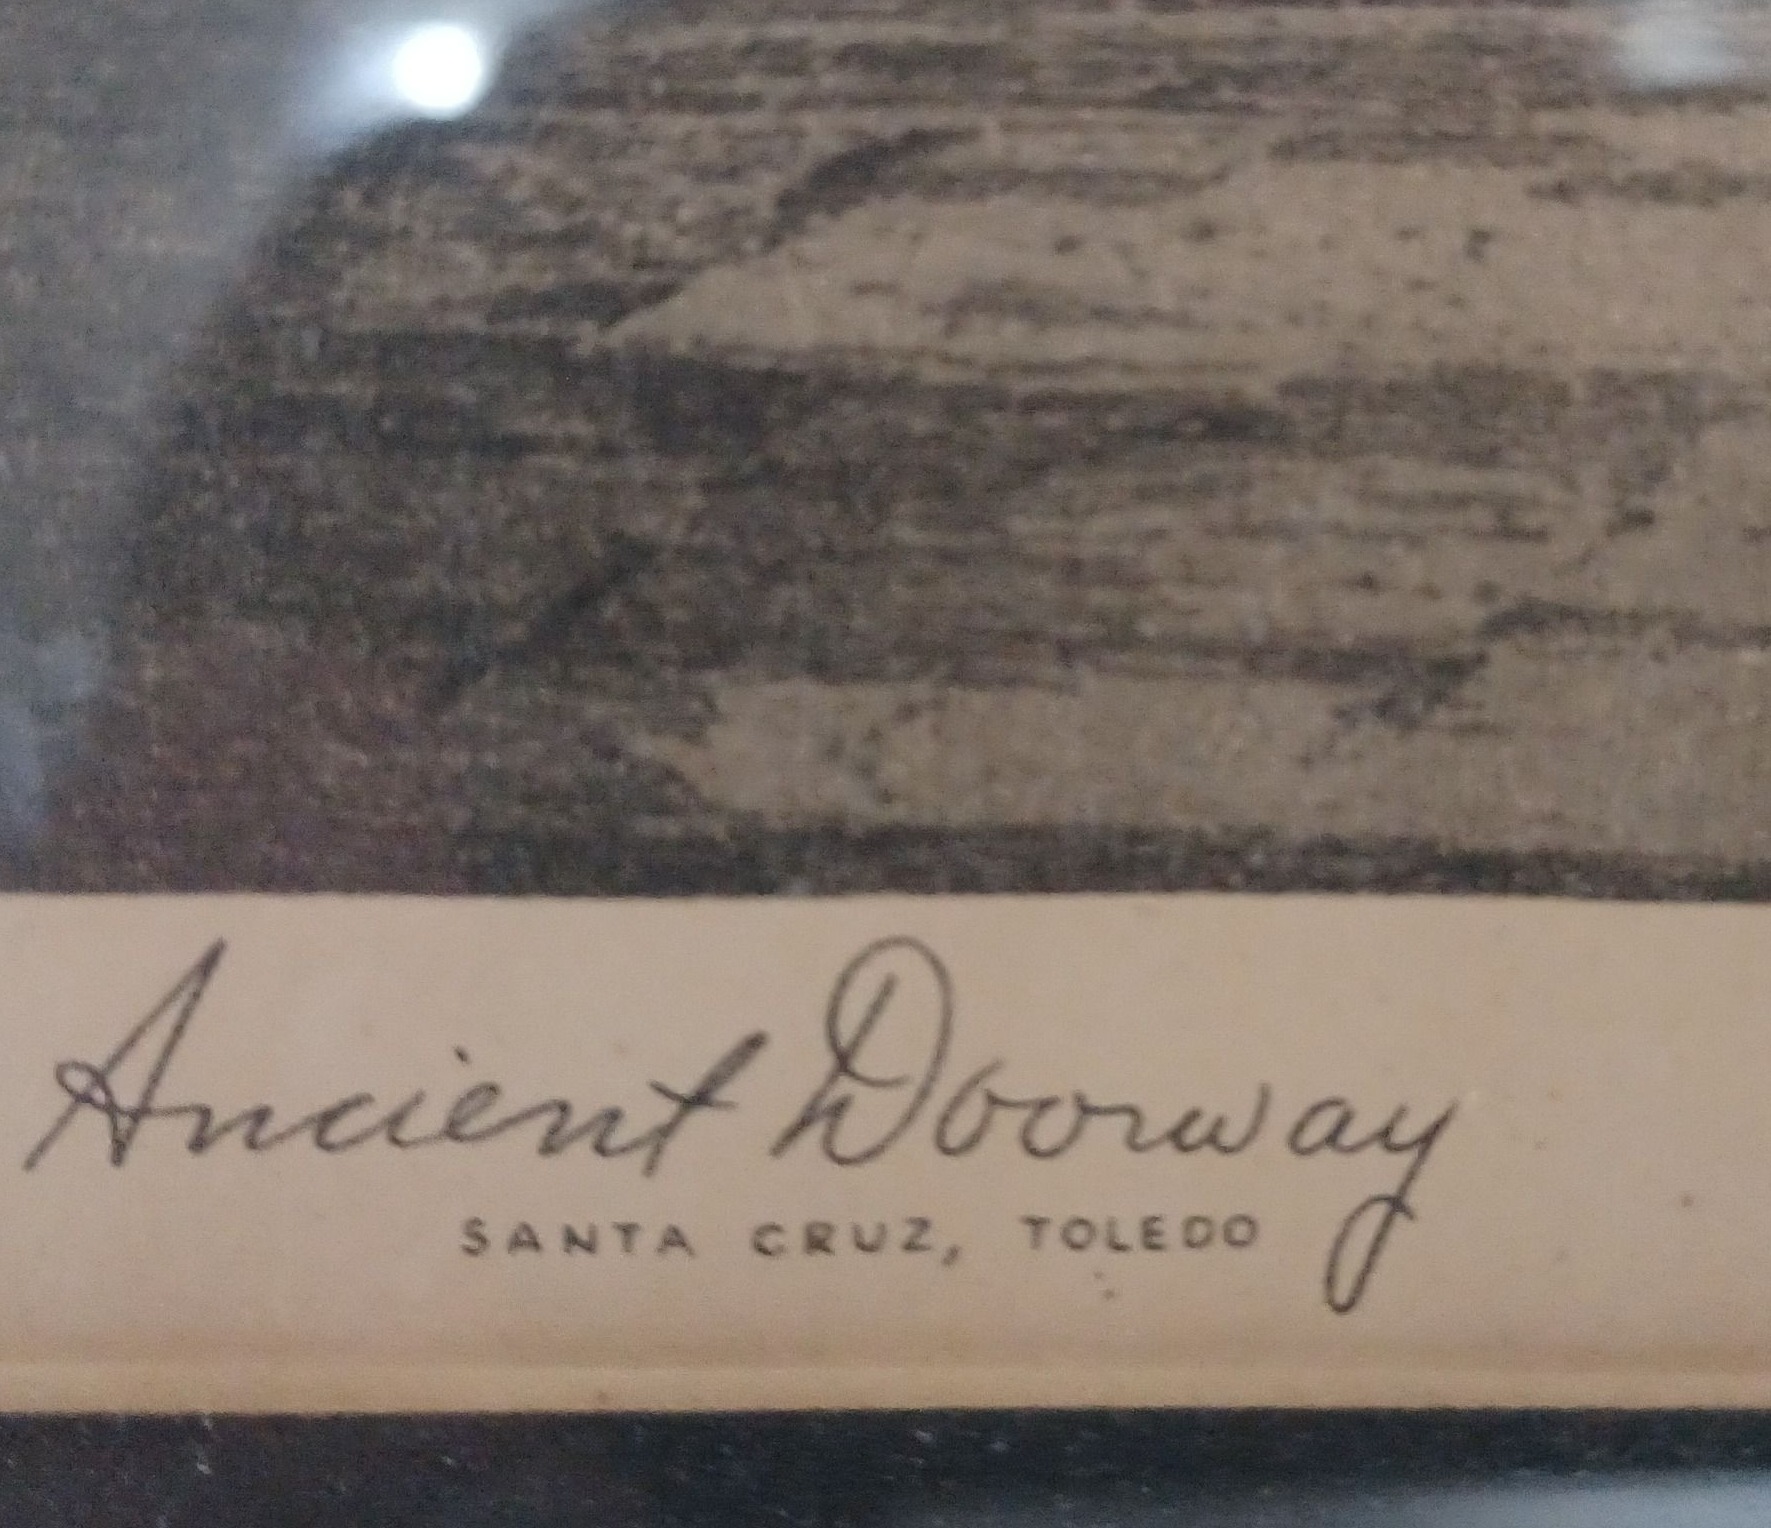 Ancient Doorway
SANTA CRUZ, TOLEDO